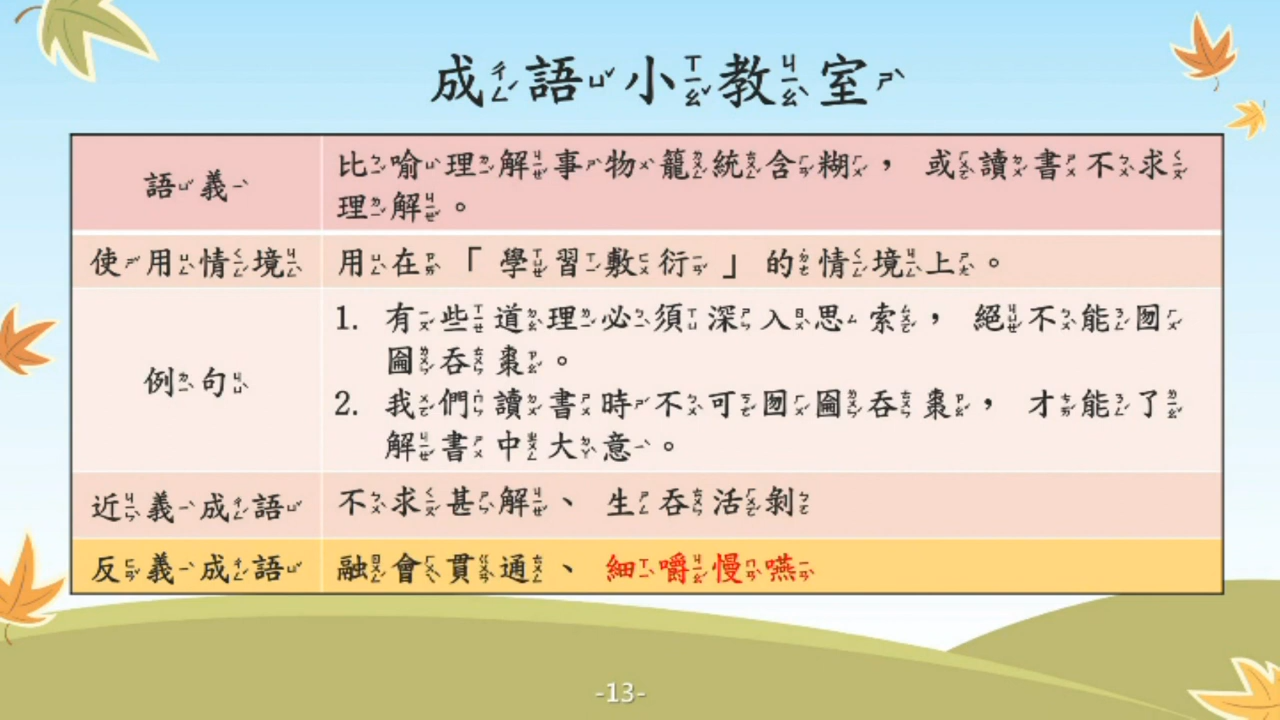 成語小教室
語義
比喻理解事物籠統含糊，或讀書不求
理解。
使用情境
用在「學習敷衍」的情境上。
例句
1. 有些道理必須深入思索，絕不能囫
圇吞棗。
2. 我們讀書時不可囫圇吞棗，才能了
解書中大意。
近義成語
不求甚解、生吞活剝
反義成語
融會貫通、細嚼慢嚥
-13-